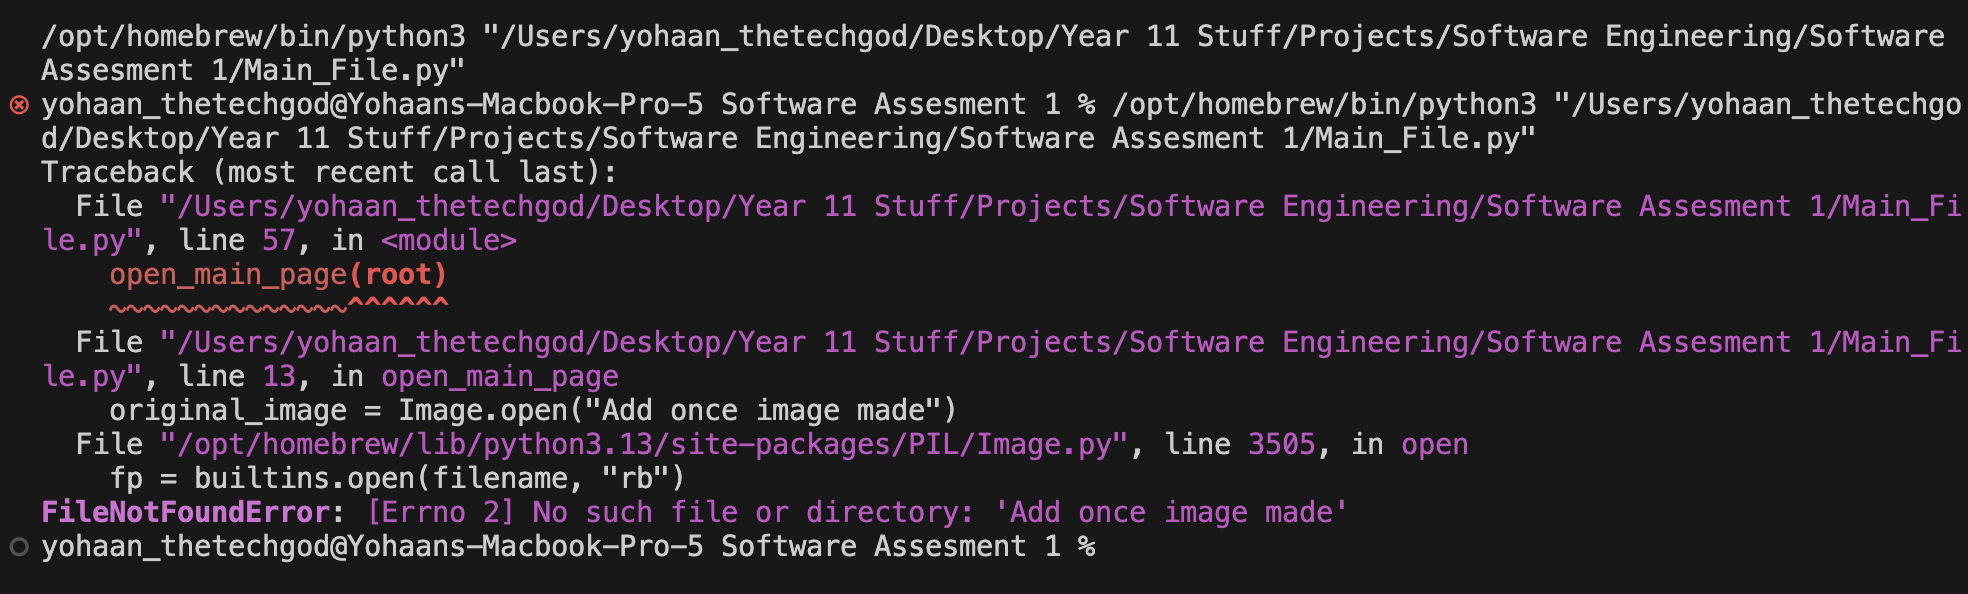 /opt/homebrew/bin/python3 "/Users/yohaan_thetechgod/Desktop/Year 11 Stuff/Projects/Software Engineering/Software
Assesment 1/Main_File.py"
yohaan_thetechgod@Yohaans-Macbook-Pro-5 Software Assesment 1 % /opt/homebrew/bin/python3 "/Users/yohaan_thetechgo
d/Desktop/Year 11 Stuff/Projects/Software Engineering/Software Assesment 1/Main_File.py"
Traceback (most recent call last):
  File "/Users/yohaan_thetechgod/Desktop/Year 11 Stuff/Projects/Software Engineering/Software Assesment 1/Main_Fi
le.py", line 57, in <module>
    open_main_page(root)
    ~~~~~~~~~~~~~~^^^^^^
  File "/Users/yohaan_thetechgod/Desktop/Year 11 Stuff/Projects/Software Engineering/Software Assesment 1/Main_Fi
le.py", line 13, in open_main_page
    original_image = Image.open("Add once image made")
  File "/opt/homebrew/lib/python3.13/site-packages/PIL/Image.py", line 3505, in open
    fp = builtins.open(filename, "rb")
FileNotFoundError: [Errno 2] No such file or directory: 'Add once image made'
yohaan_thetechgod@Yohaans-Macbook-Pro-5 Software Assesment 1 %